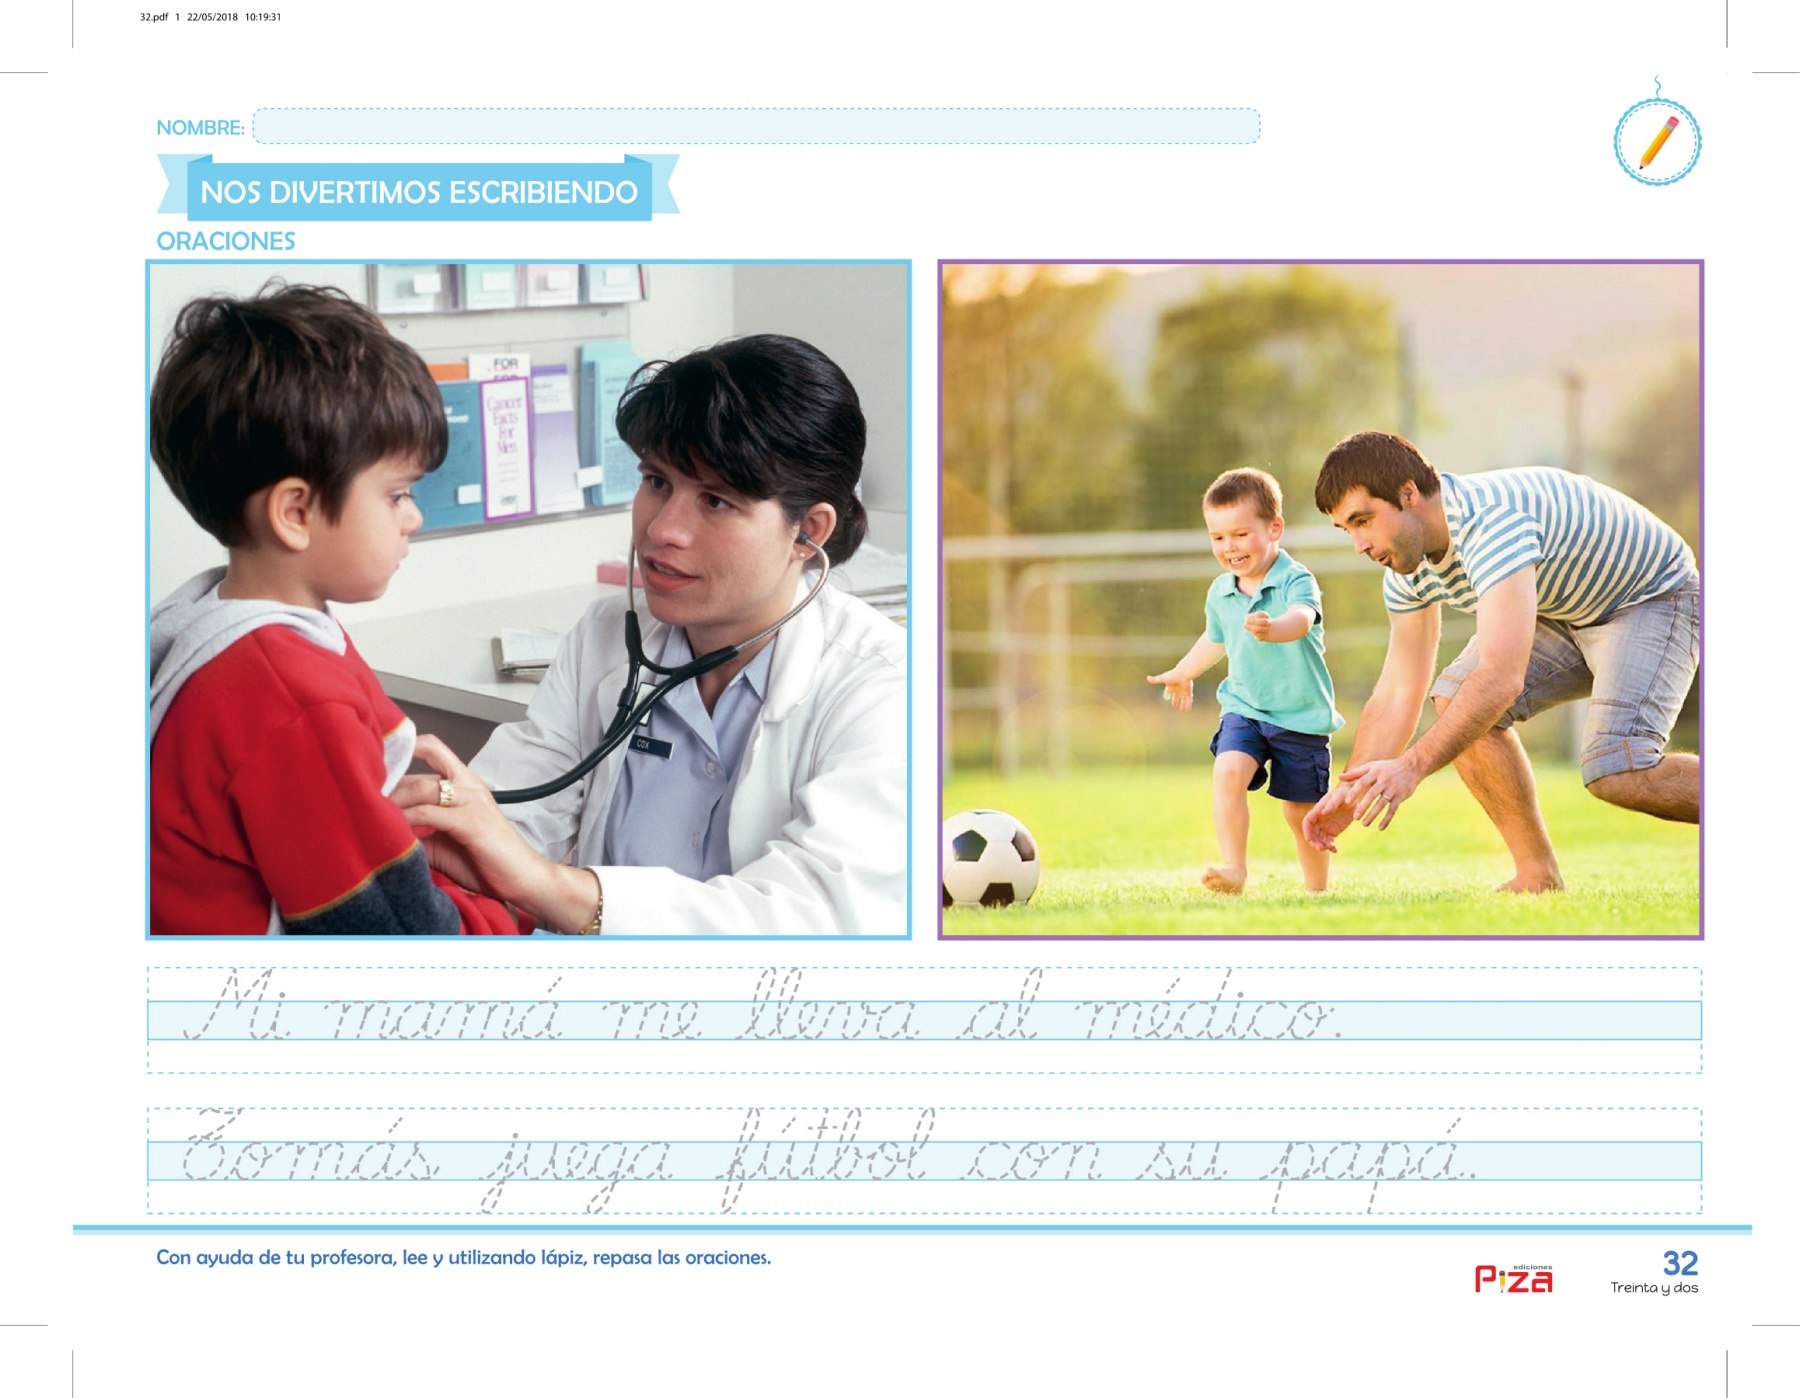 32.pdf 1 22/05/2018 10:19:31
NOMBRE:
NOS DIVERTIMOS ESCRIBIENDO
ORACIONES
FOR
Cancer
Facts
For
Men
COX
Mi mamá me lleva al médico.
Tomás juega fútbol con su papá.
Con ayuda de tu profesora, lee y utilizando lápiz, repasa las oraciones.
ediciones
Piza
32
Treinta y dos